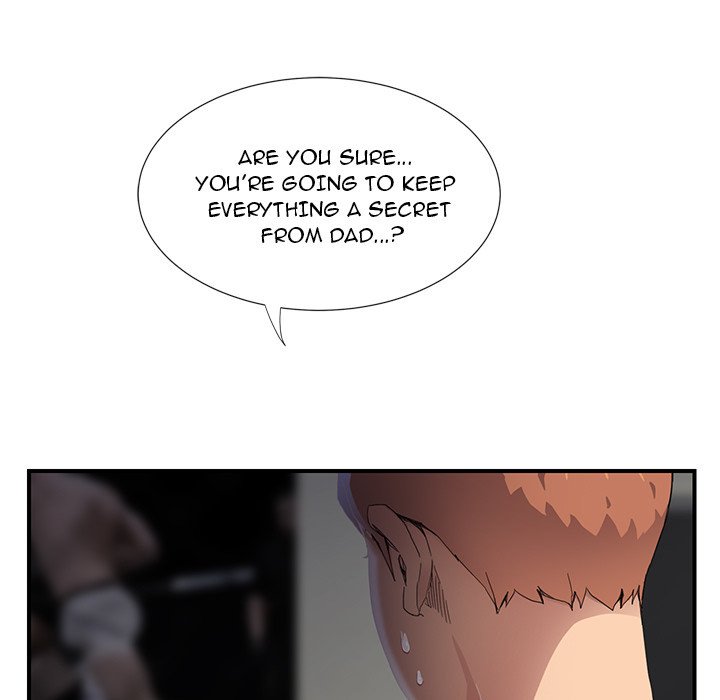 ARE YOU SURE...
YOU'RE GOING TO KEEP
EVERYTHING A SECRET
FROM DAD...?